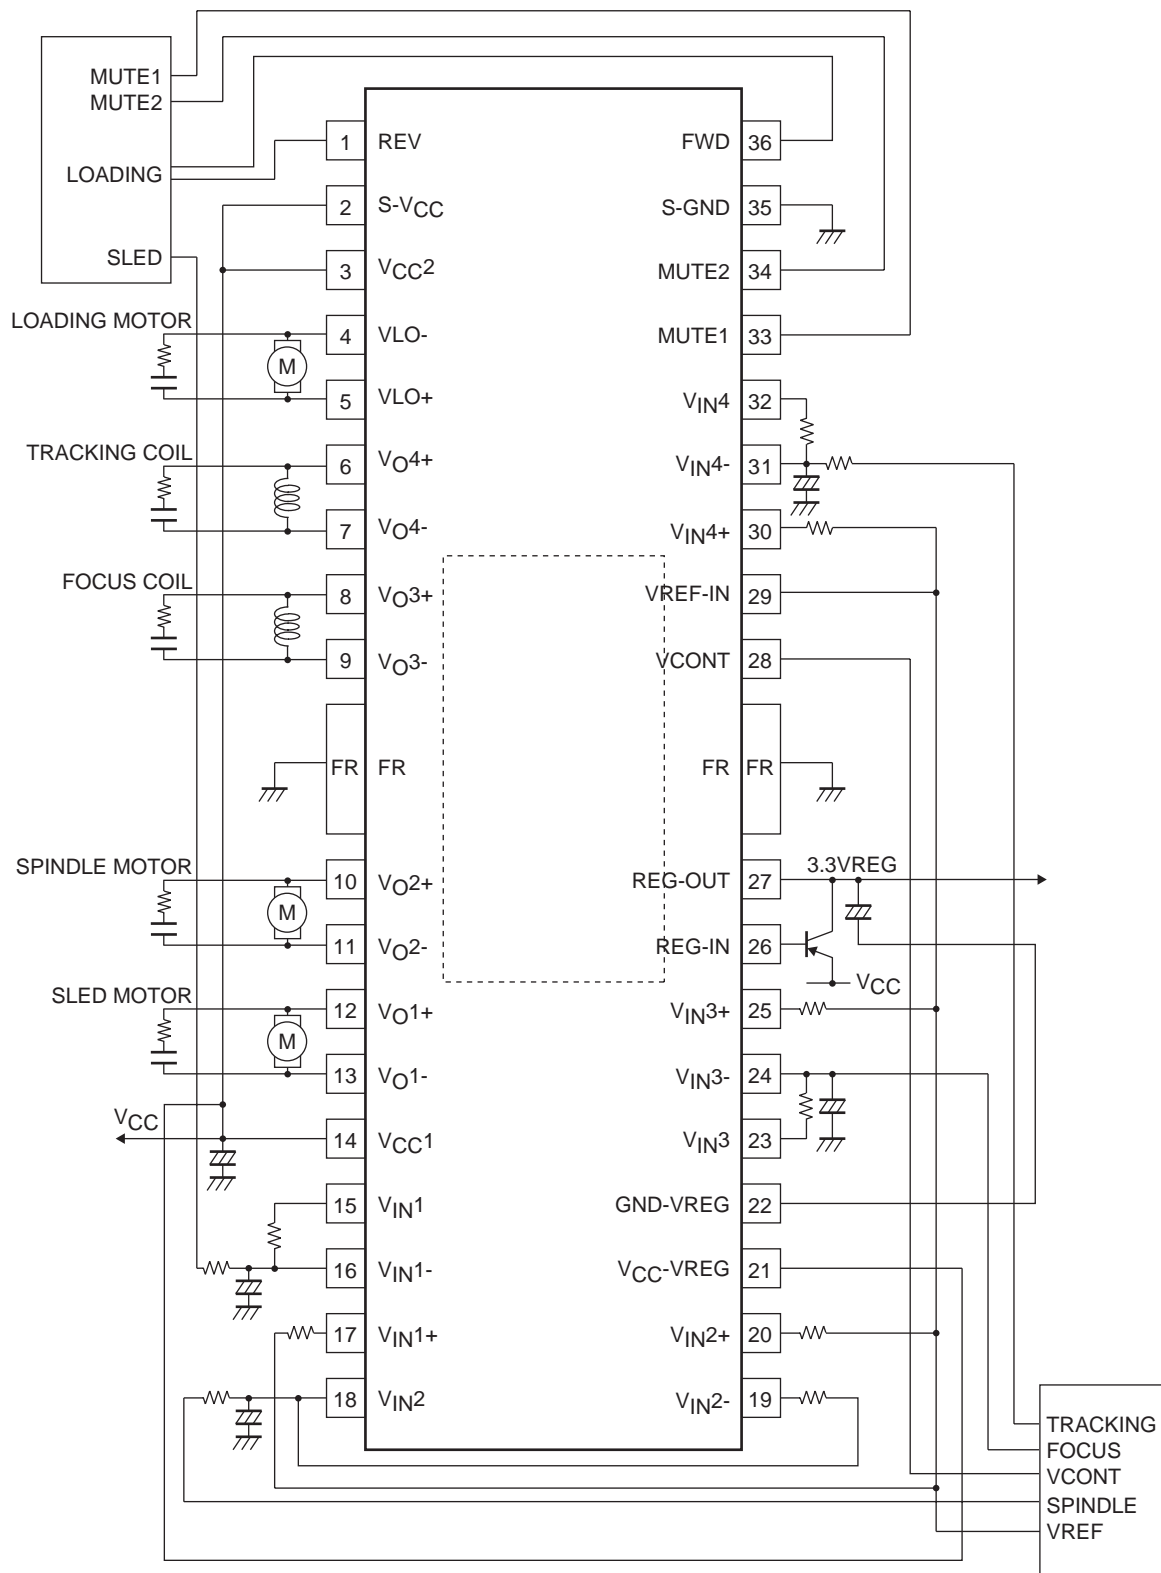 MUTE1
MUTE2
LOADING
SLED
1 REV FWD 36
2 S-VCC S-GND 35
3 VCC2 MUTE2 34
LOADING MOTOR
4 VLO- MUTE1 33
M
5 VLO+ VIN4 32
TRACKING COIL
6 VO4+ VIN4- 31
7 VO4- VIN4+ 30
FOCUS COIL
8 VO3+ VREF-IN 29
9 VO3- VCONT 28
FR FR FR FR
SPINDLE MOTOR 3.3VREG
10 VO2+ REG-OUT 27
M
11 VO2- REG-IN 26
VCC
SLED MOTOR
12 VO1+ VIN3+ 25
M
13 VO1- VIN3- 24
VCC
14 VCC1 VIN3 23
15 VIN1 GND-VREG 22
16 VIN1- VCC-VREG 21
17 VIN1+ VIN2+ 20
18 VIN2 VIN2- 19
TRACKING
FOCUS
VCONT
SPINDLE
VREF